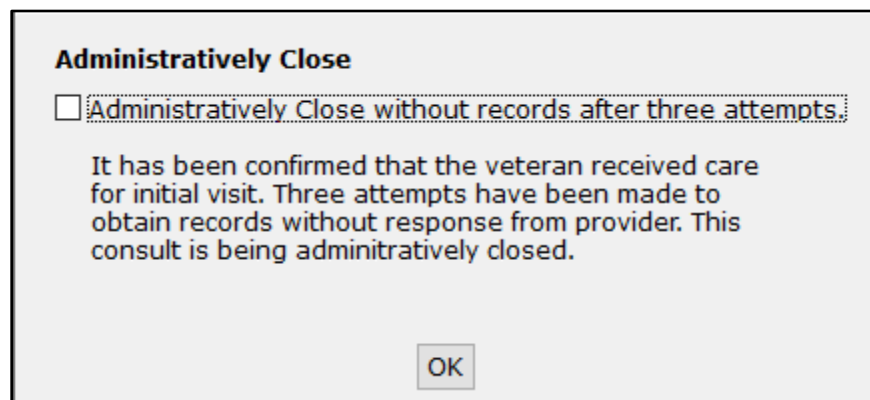 Administratively Close
Administratively Close without records after three attempts.
It has been confirmed that the veteran received care
for initial visit. Three attempts have been made to
obtain records without response from provider. This
consult is being adminitratively closed.
OK